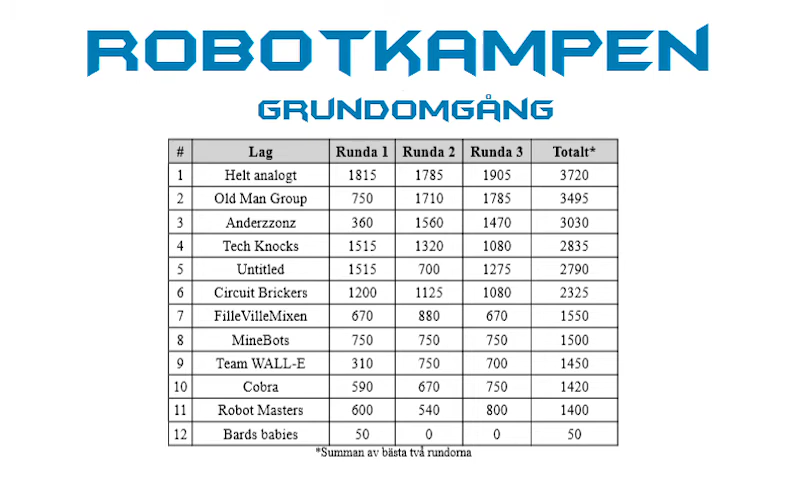 ROBOTKAMPEN
GRUNDOMGÅNG
# Lag Runda 1 Runda 2 Runda 3 Totalt*
1 Helt analogt 1815 1785 1905 3720
2 Old Man Group 750 1710 1785 3495
3 Anderzzonz 360 1560 1470 3030
4 Tech Knocks 1515 1320 1080 2835
5 Untitled 1515 700 1275 2790
6 Circuit Brickers 1200 1125 1080 2325
7 FilleVilleMixen 670 880 670 1550
8 MineBots 750 750 750 1500
9 Team WALL-E 310 750 700 1450
10 Cobra 590 670 750 1420
11 Robot Masters 600 540 800 1400
12 Bards babies 50 0 0 50
*Summan av bästa två rundorna